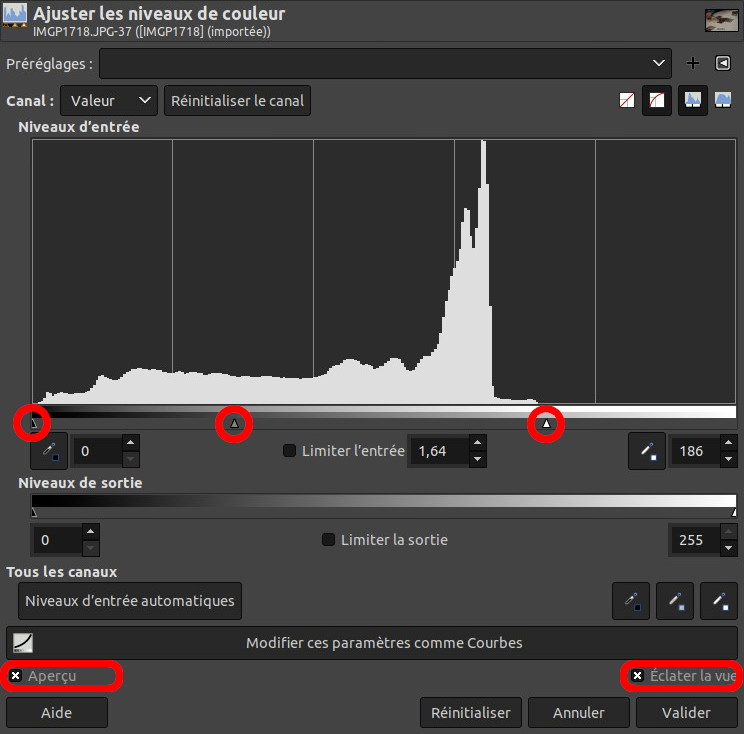 Ajuster les niveaux de couleur
IMGP1718.JPG-37 ([IMGP1718] (importée))
Préréglages :
Canal : Valeur Réinitialiser le canal
Niveaux d'entrée
0 Limiter l'entrée 1,64 186
Niveaux de sortie
0 Limiter la sortie 255
Tous les canaux
Niveaux d'entrée automatiques
Modifier ces paramètres comme Courbes
Aperçu Éclater la vue
Aide Réinitialiser Annuler Valider